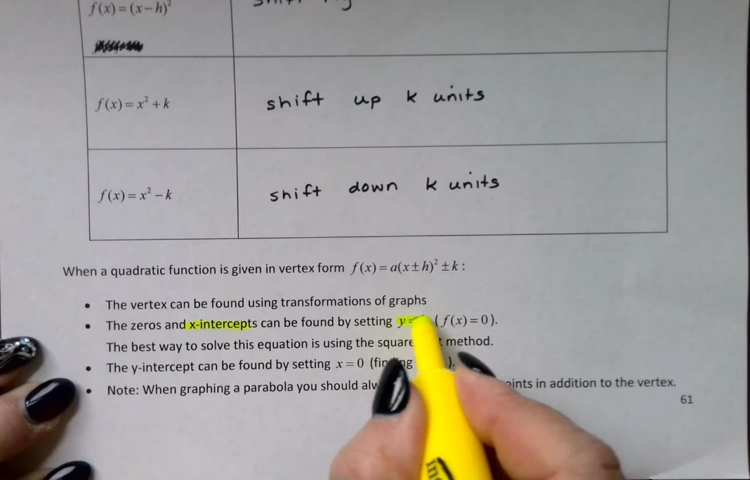 f(x) = (x−h)²
shift
f(x) = x² + k
shift up k units
f(x) = x² − k
shift down k units
When a quadratic function is given in vertex form f(x) = a(x±h)² ±k :
• The vertex can be found using transformations of graphs
• The zeros and x-intercepts can be found by setting y= (f(x) = 0).
The best way to solve this equation is using the square method.
• The y-intercept can be found by setting x = 0
• Note: When graphing a parabola you should in addition to the vertex.
61